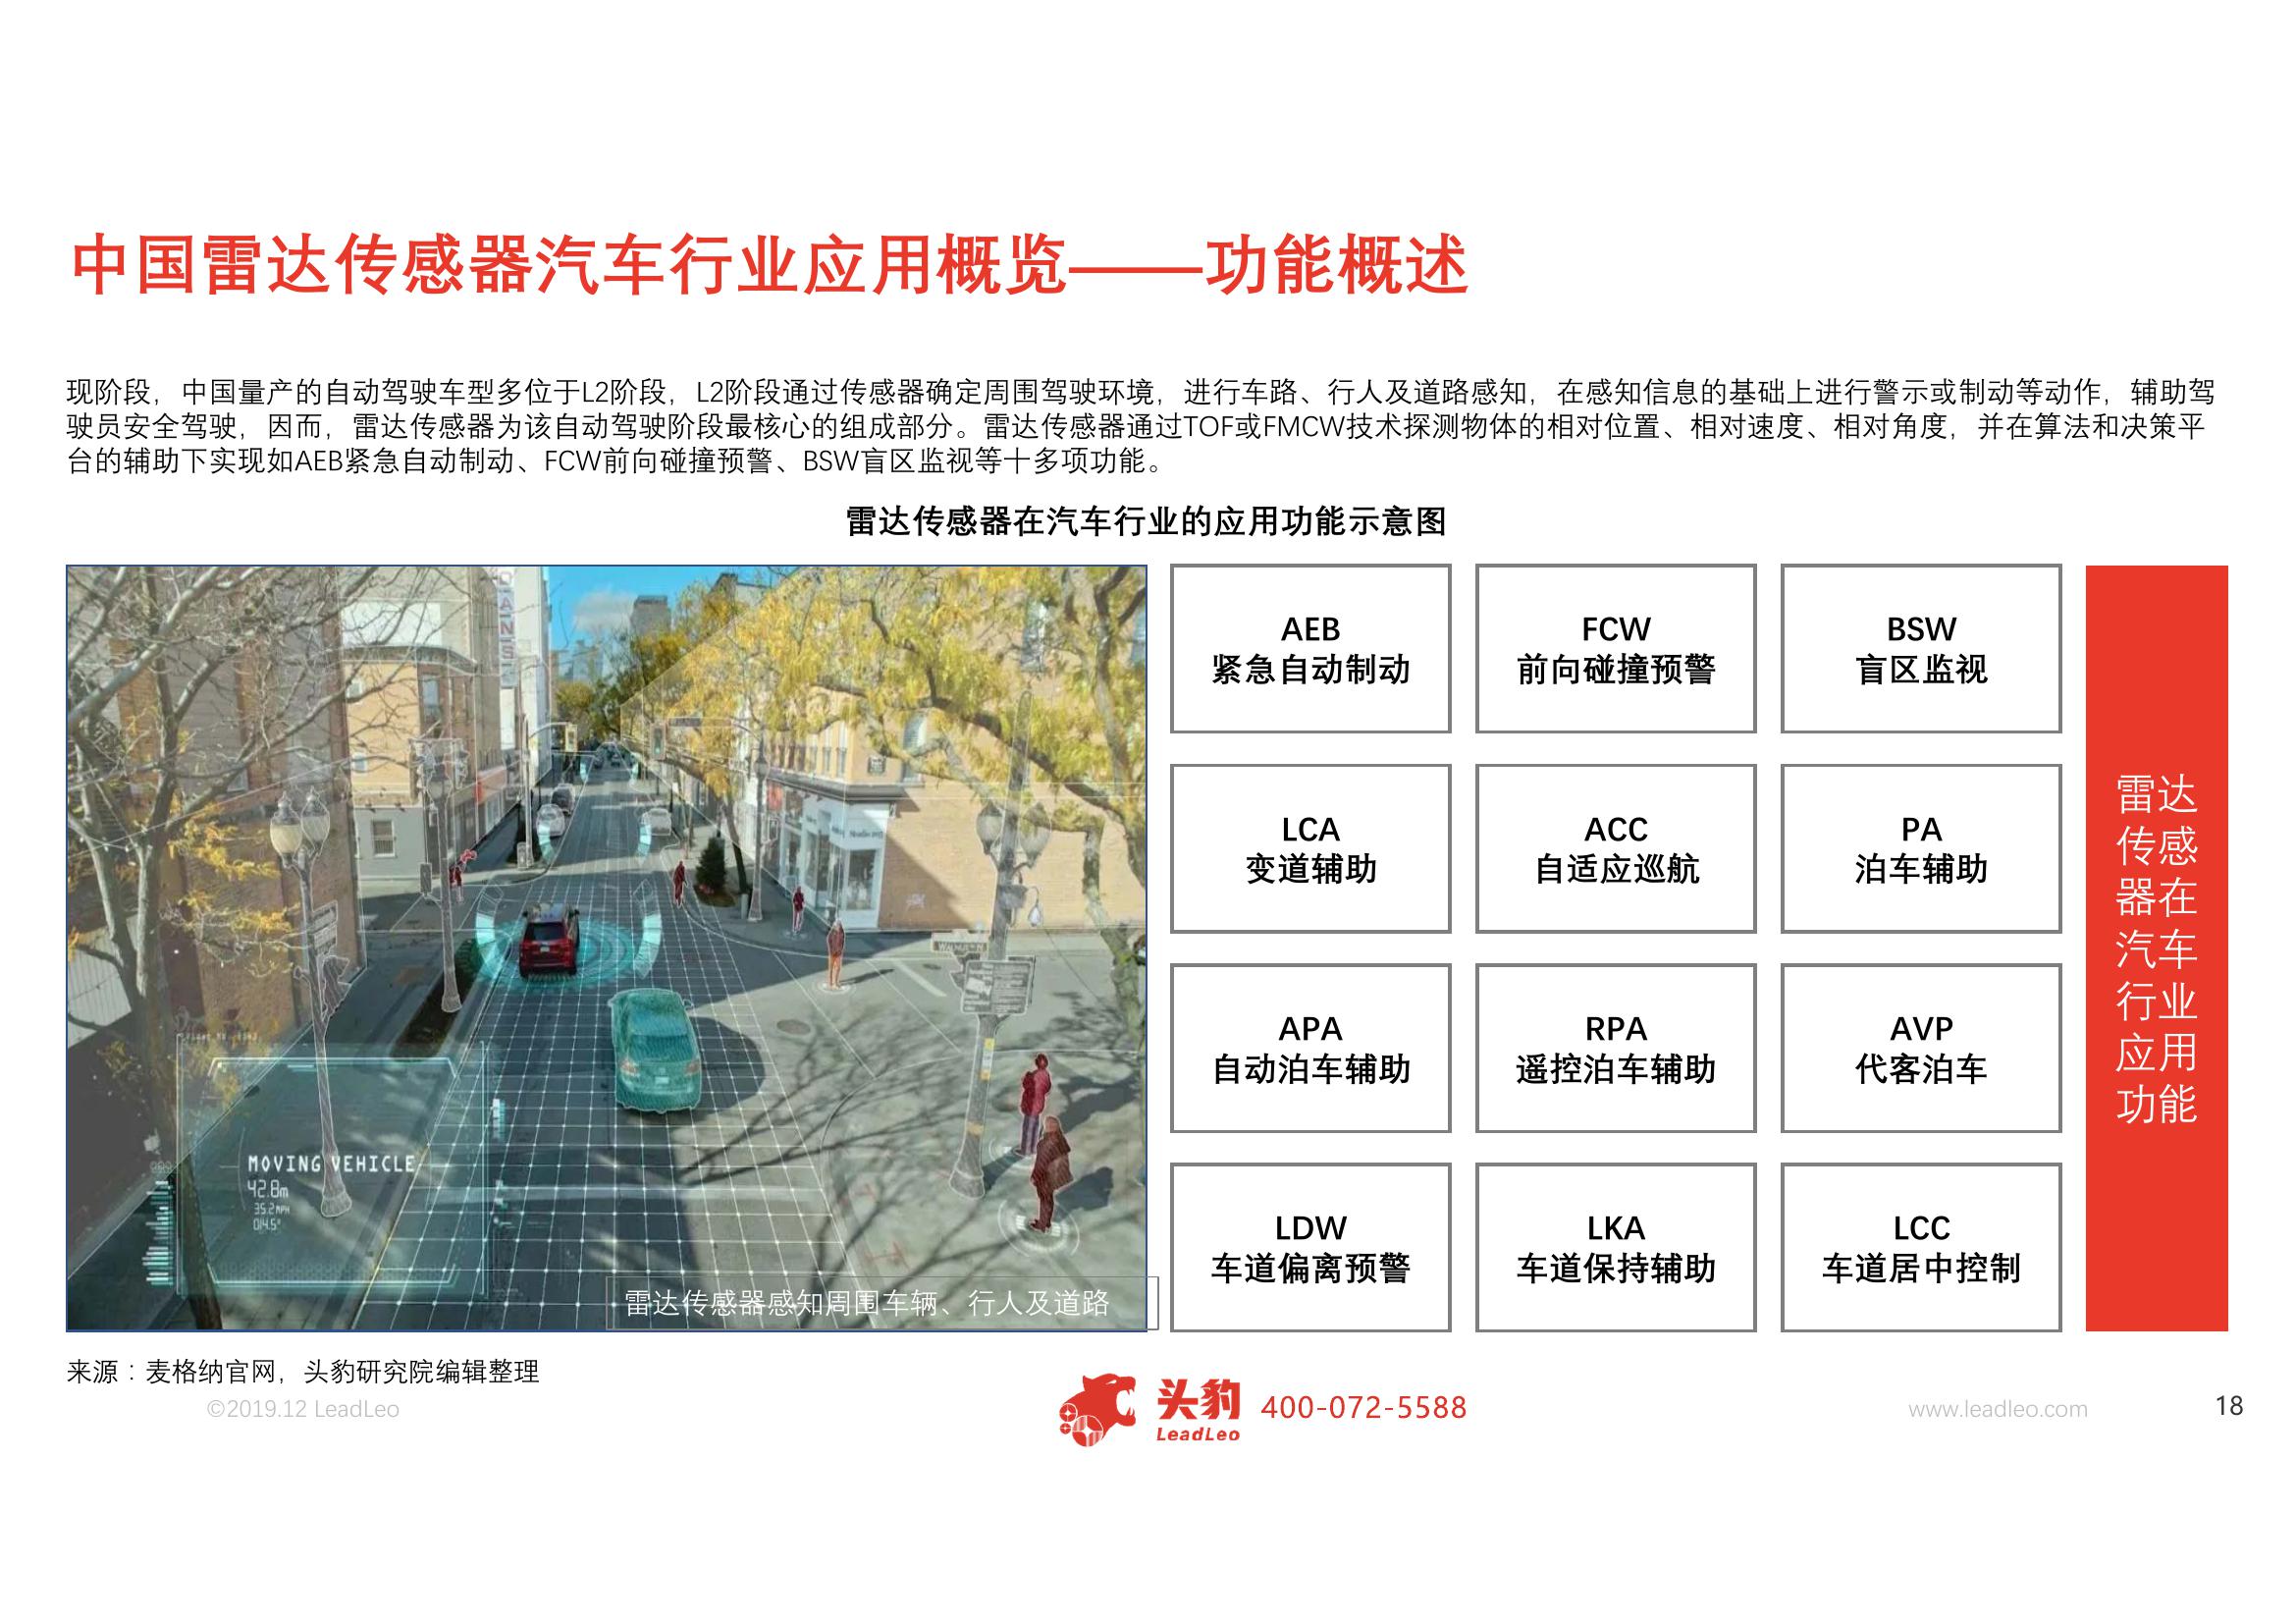 中国雷达传感器汽车行业应用概览——功能概述
现阶段，中国量产的自动驾驶车型多位于L2阶段，L2阶段通过传感器确定周围驾驶环境，进行车路、行人及道路感知，在感知信息的基础上进行警示或制动等动作，辅助驾
驶员安全驾驶，因而，雷达传感器为该自动驾驶阶段最核心的组成部分。雷达传感器通过TOF或FMCW技术探测物体的相对位置、相对速度、相对角度，并在算法和决策平
台的辅助下实现如AEB紧急自动制动、FCW前向碰撞预警、BSW盲区监视等十多项功能。
雷达传感器在汽车行业的应用功能示意图
MOVING VEHICLE
42.8m
35.2MPH
014.5°
雷达传感器感知周围车辆、行人及道路
AEB
紧急自动制动
FCW
前向碰撞预警
BSW
盲区监视
LCA
变道辅助
ACC
自适应巡航
PA
泊车辅助
APA
自动泊车辅助
RPA
遥控泊车辅助
AVP
代客泊车
LDW
车道偏离预警
LKA
车道保持辅助
LCC
车道居中控制
雷达
传感
器在
汽车
行业
应用
功能
来源：麦格纳官网，头豹研究院编辑整理
©2019.12 LeadLeo
头豹
LeadLeo
400-072-5588
www.leadleo.com
18